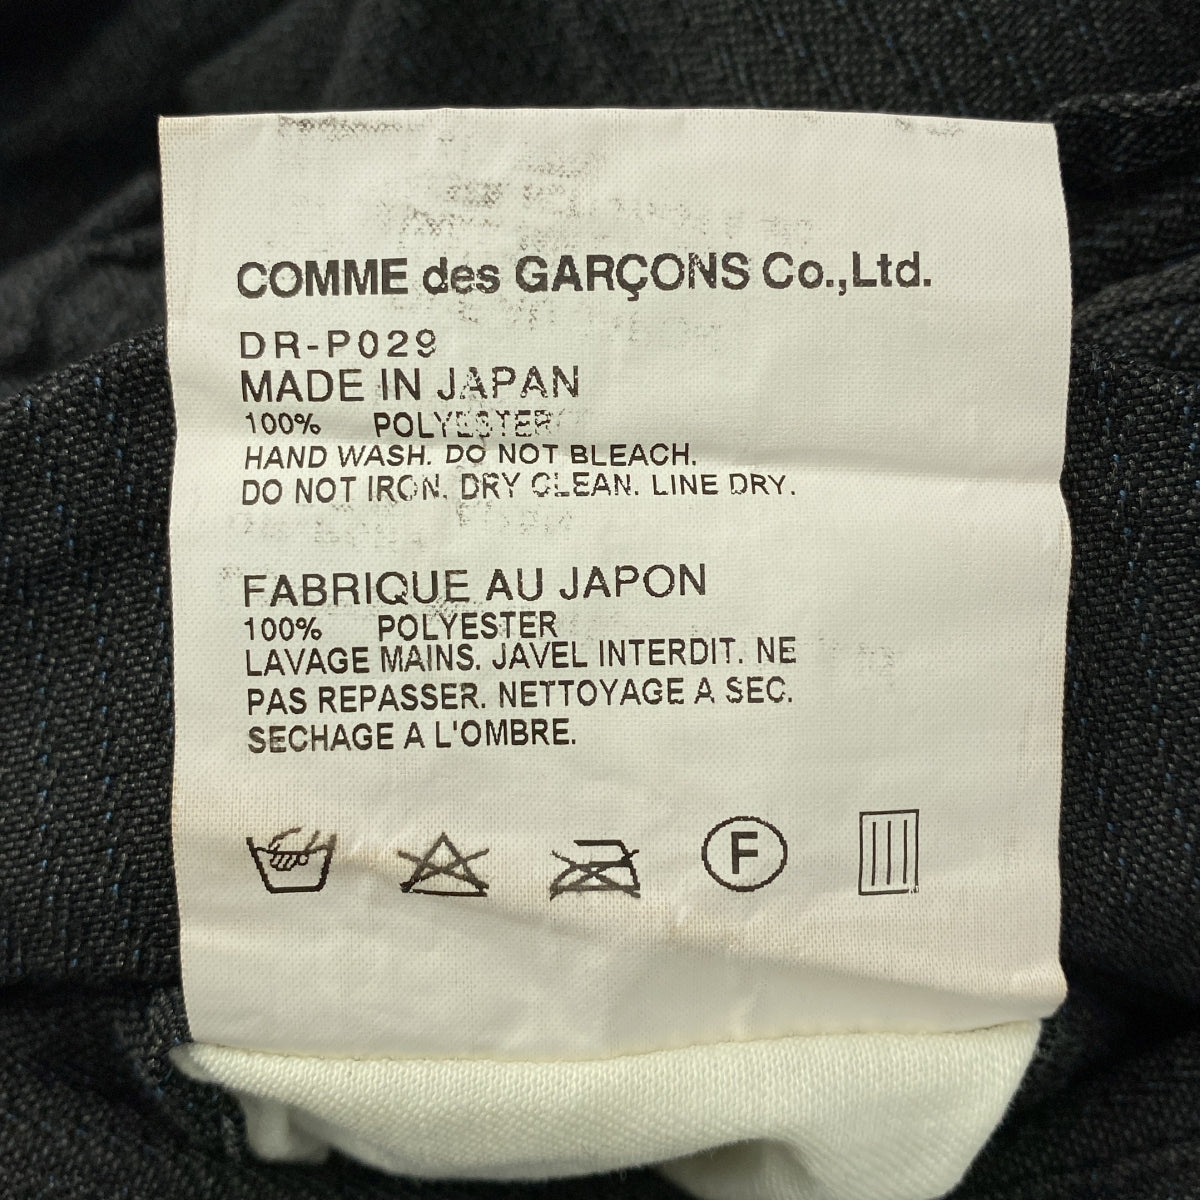 COMME des GARÇONS Co.,Ltd.
DR-P029
MADE IN JAPAN
100% POLYESTER
HAND WASH. DO NOT BLEACH.
DO NOT IRON. DRY CLEAN. LINE DRY.
FABRIQUE AU JAPON
100% POLYESTER
LAVAGE MAINS. JAVEL INTERDIT. NE
PAS REPASSER. NETTOYAGE A SEC.
SECHAGE A L'OMBRE.
F